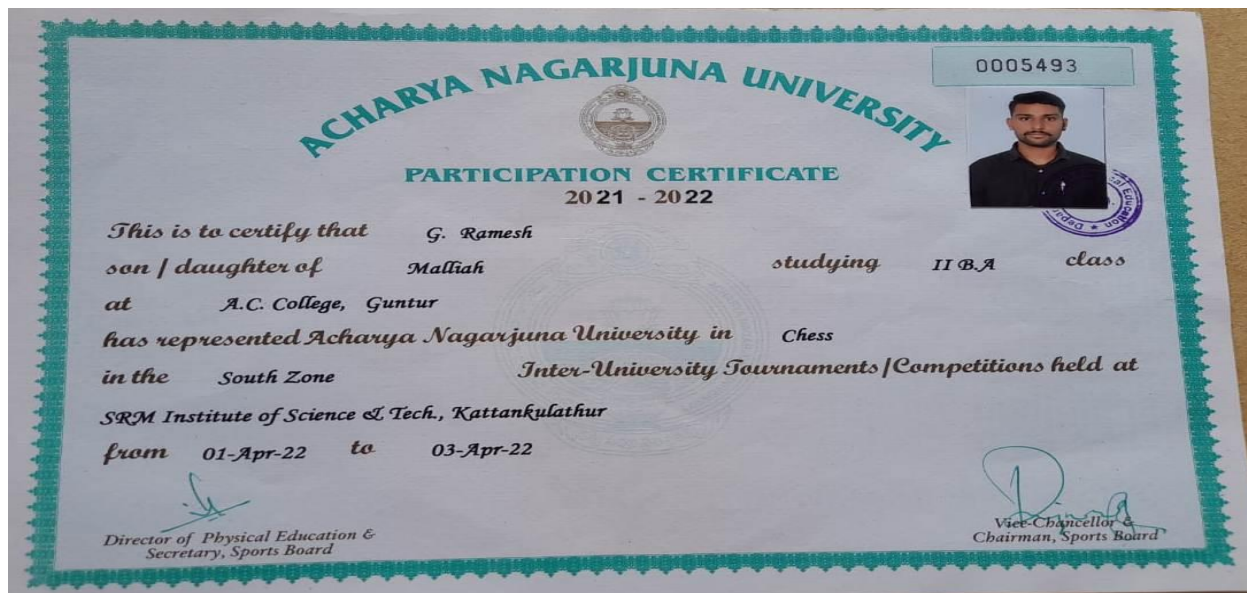 ACHARYA NAGARJUNA UNIVERSITY
0005493
PARTICIPATION CERTIFICATE
2021 - 2022
This is to certify that G. Ramesh
son / daughter of Malliah studying II B.A class
at A.C. College, Guntur
has represented Acharya Nagarjuna University in Chess
in the South Zone Inter-University Tournaments/Competitions held at
SRM Institute of Science & Tech., Kattankulathur
from 01-Apr-22 to 03-Apr-22
Director of Physical Education &
Secretary, Sports Board
Vice-Chancellor &
Chairman, Sports Board
Education